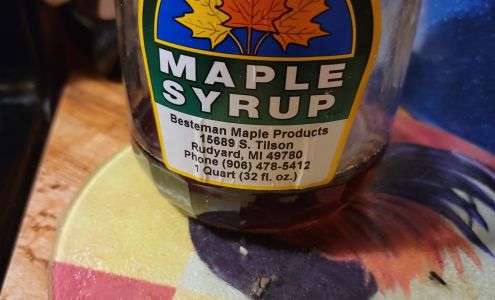 MAPLE
SYRUP
Besteman Maple Products
15689 S. Tilson
Rudyard, MI 49780
Phone (906) 478-5412
1 Quart (32 fl. oz.)